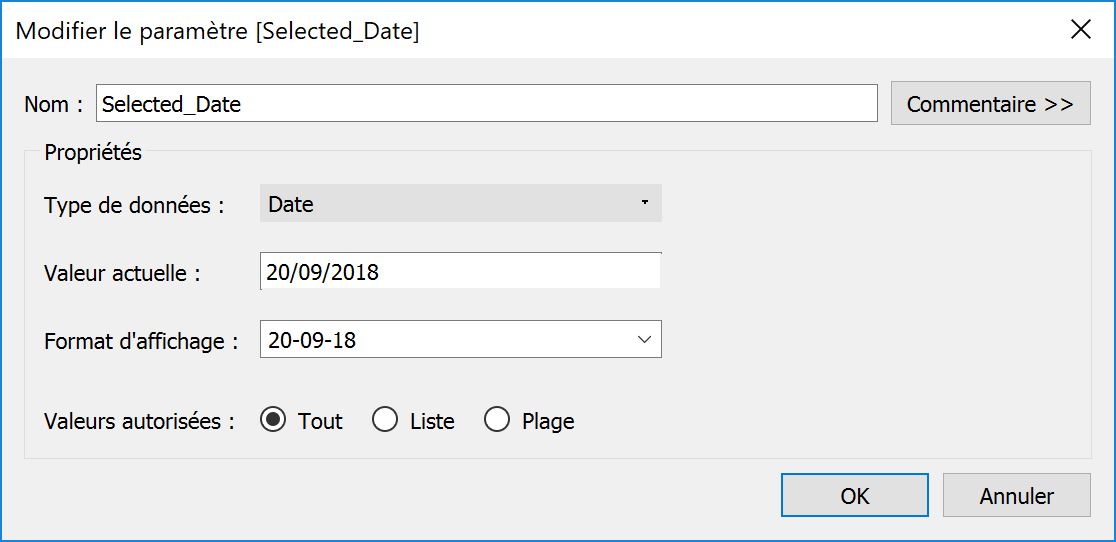 Modifier le paramètre [Selected_Date]
Nom : Selected_Date Commentaire >>
Propriétés
Type de données : Date
Valeur actuelle : 20/09/2018
Format d'affichage : 20-09-18
Valeurs autorisées : Tout Liste Plage
OK Annuler